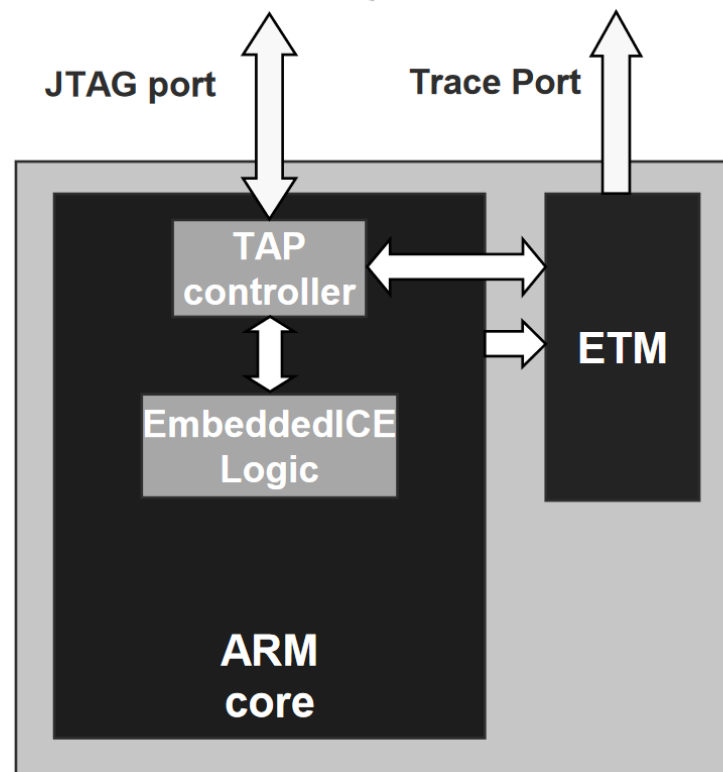 JTAG port
Trace Port
TAP
controller
ETM
EmbeddedICE
Logic
ARM
core